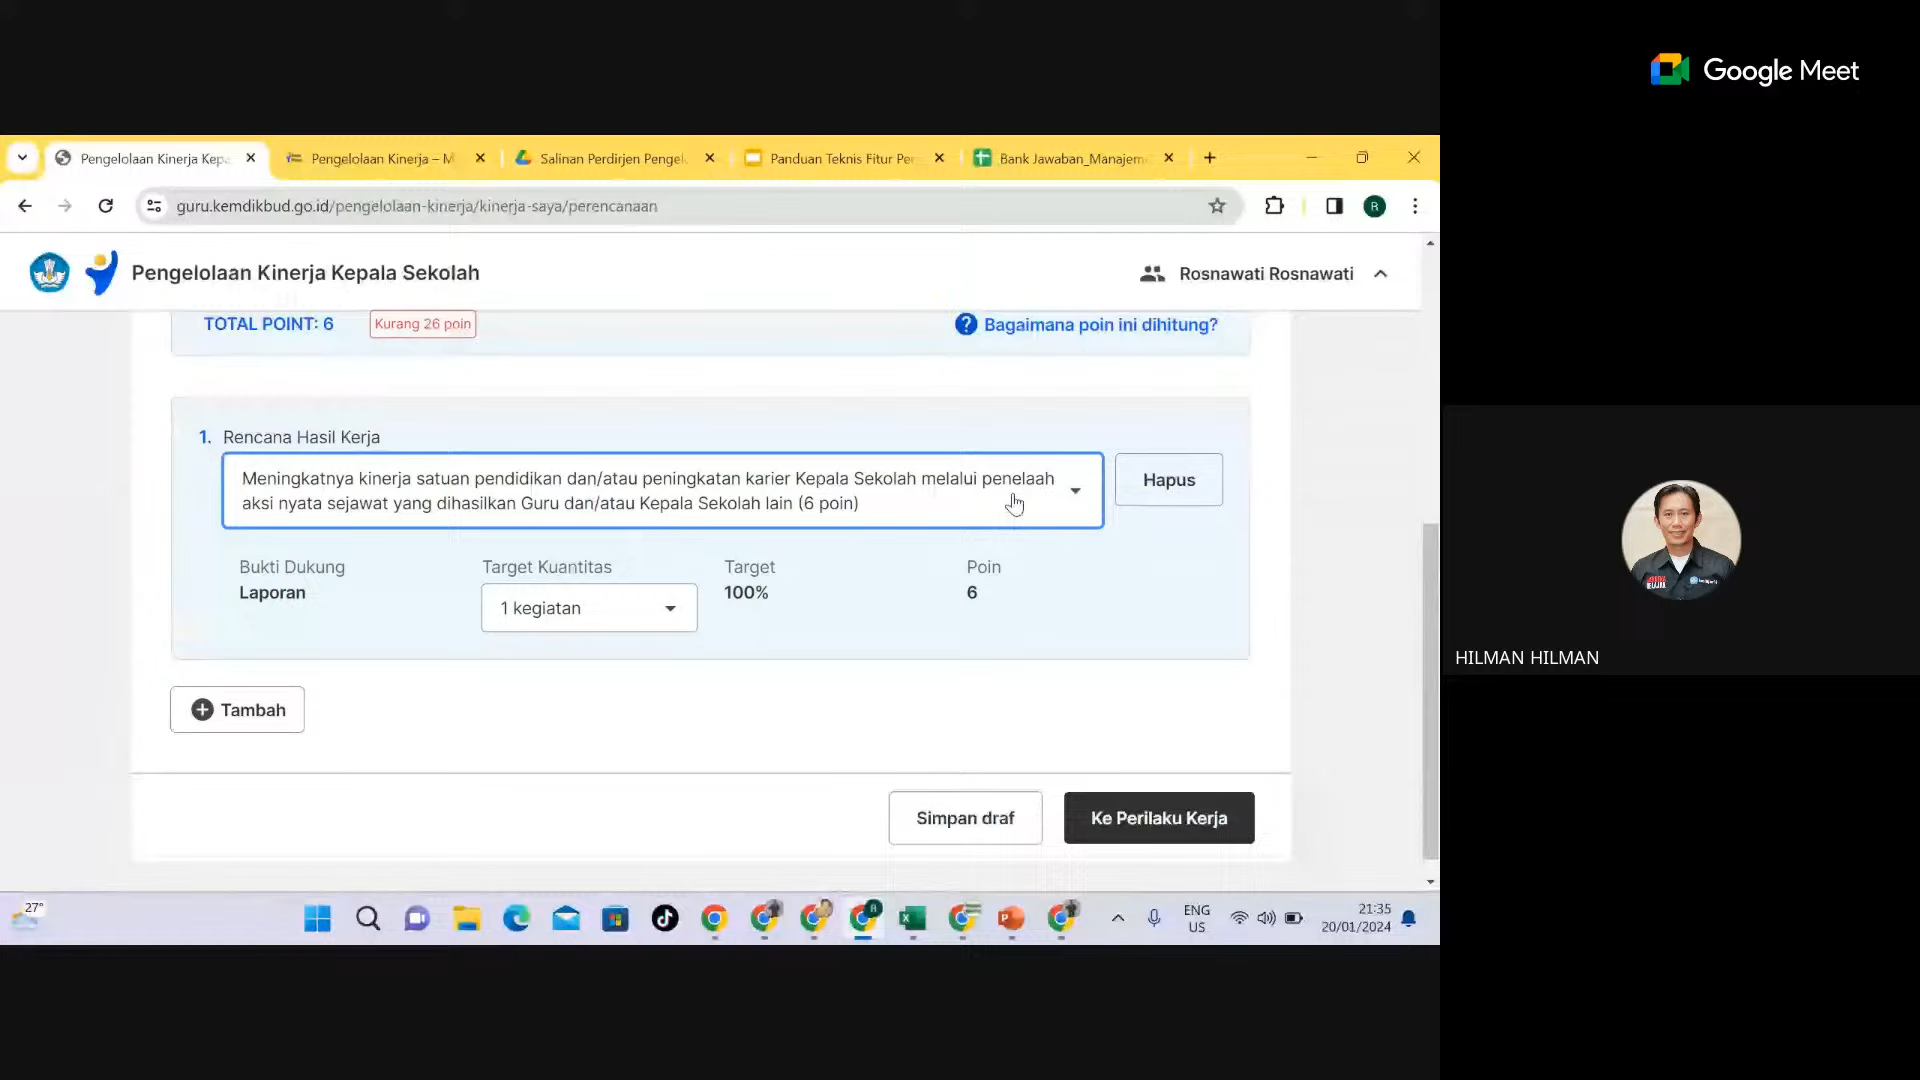 Google Meet
Pengelolaan Kinerja Kepa
Pengelolaan Kinerja – M
Salinan Perdirjen Pengel
Panduan Teknis Fitur Pe
Bank Jawaban_Manajem
guru.kemdikbud.go.id/pengelolaan-kinerja/kinerja-saya/perencanaan
R
Pengelolaan Kinerja Kepala Sekolah
Rosnawati Rosnawati
TOTAL POINT: 6
Kurang 26 poin
Bagaimana poin ini dihitung?
1. Rencana Hasil Kerja
Meningkatnya kinerja satuan pendidikan dan/atau peningkatan karier Kepala Sekolah melalui penelaah
aksi nyata sejawat yang dihasilkan Guru dan/atau Kepala Sekolah lain (6 poin)
Hapus
Bukti Dukung
Laporan
Target Kuantitas
1 kegiatan
Target
100%
Poin
6
Tambah
Simpan draf
Ke Perilaku Kerja
HILMAN HILMAN
27°
ENG
US
21:35
20/01/2024